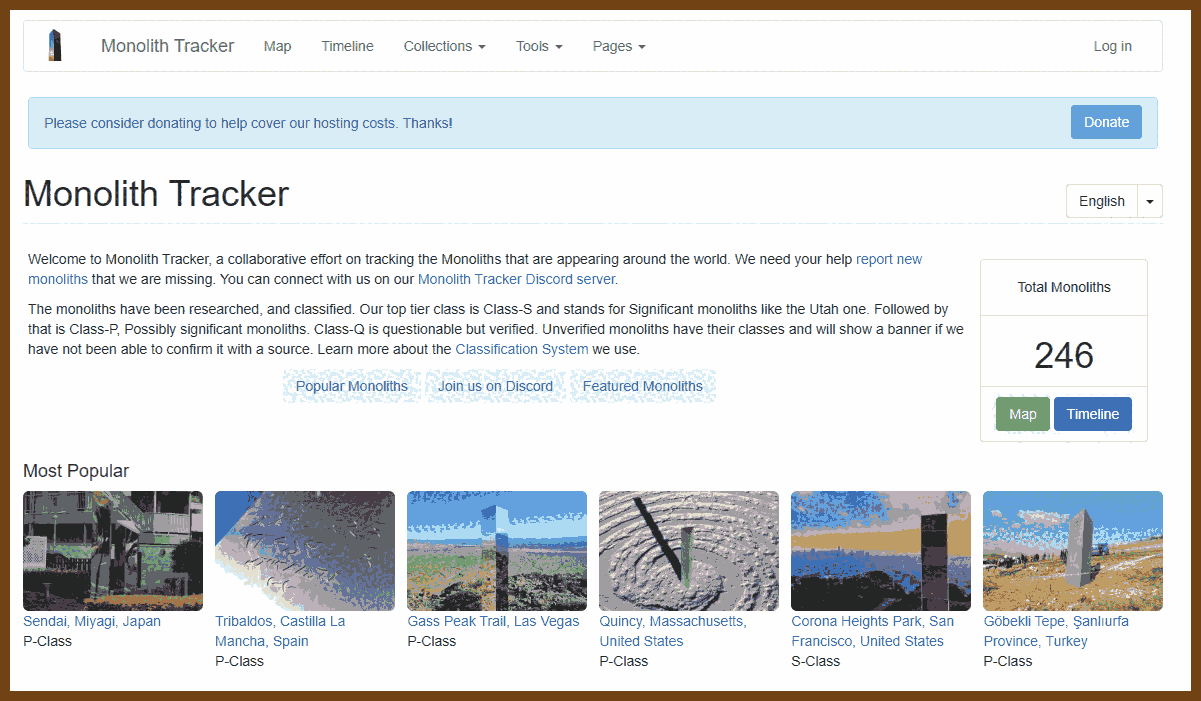 Monolith Tracker Map Timeline Collections Tools Pages Log in
Please consider donating to help cover our hosting costs. Thanks! Donate
Monolith Tracker
English
Welcome to Monolith Tracker, a collaborative effort on tracking the Monoliths that are appearing around the world. We need your help report new
monoliths that we are missing. You can connect with us on our Monolith Tracker Discord server.
The monoliths have been researched, and classified. Our top tier class is Class-S and stands for Significant monoliths like the Utah one. Followed by
that is Class-P, Possibly significant monoliths. Class-Q is questionable but verified. Unverified monoliths have their classes and will show a banner if we
have not been able to confirm it with a source. Learn more about the Classification System we use.
Popular Monoliths Join us on Discord Featured Monoliths
Total Monoliths
246
Map Timeline
Most Popular
Sendai, Miyagi, Japan
P-Class
Tribaldos, Castilla La
Mancha, Spain
P-Class
Gass Peak Trail, Las Vegas
P-Class
Quincy, Massachusetts,
United States
P-Class
Corona Heights Park, San
Francisco, United States
S-Class
Göbekli Tepe, Şanlıurfa
Province, Turkey
P-Class